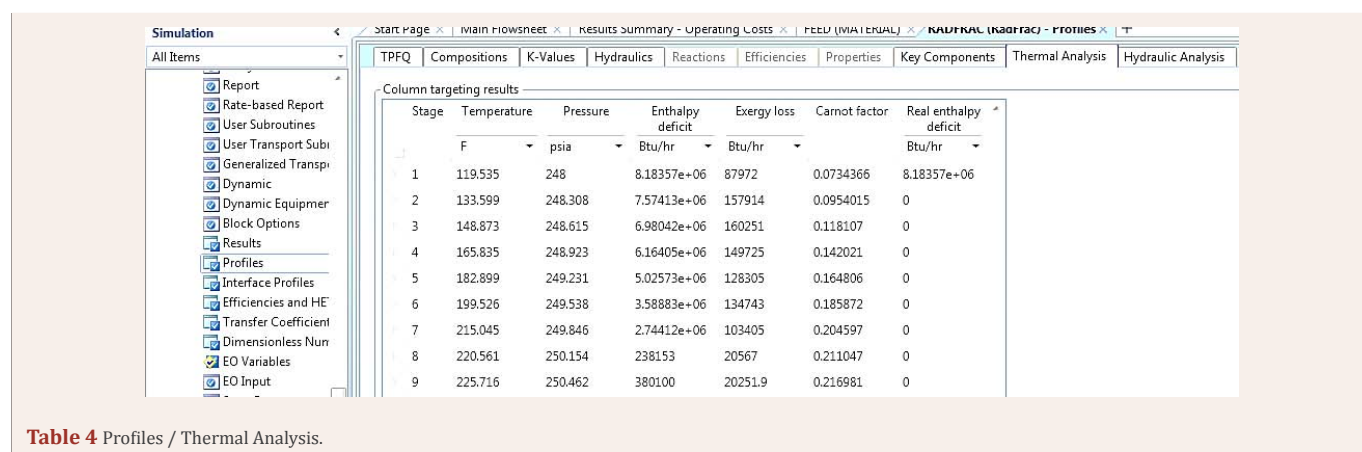 Simulation
All Items
Report
Rate-based Report
User Subroutines
User Transport Subr
Generalized Transp
Dynamic
Dynamic Equipmer
Block Options
Results
Profiles
Interface Profiles
Efficiencies and HE
Transfer Coefficient
Dimensionless Num
EO Variables
EO Input
Start Page Main Flowsheet Results Summary - Operating Costs FEED (MATERIAL) RADFRAC (RadFrac) - Profiles +
TPFQ Compositions K-Values Hydraulics Reactions Efficiencies Properties Key Components Thermal Analysis Hydraulic Analysis
Column targeting results
Stage Temperature Pressure Enthalpy deficit Exergy loss Carnot factor Real enthalpy deficit
F psia Btu/hr Btu/hr Btu/hr
1 119.535 248 8.18357e+06 87972 0.0734366 8.18357e+06
2 133.599 248.308 7.57413e+06 157914 0.0954015 0
3 148.873 248.615 6.98042e+06 160251 0.118107 0
4 165.835 248.923 6.16405e+06 149725 0.142021 0
5 182.899 249.231 5.02573e+06 128305 0.164806 0
6 199.526 249.538 3.58883e+06 134743 0.185872 0
7 215.045 249.846 2.74412e+06 103405 0.204597 0
8 220.561 250.154 238153 20567 0.211047 0
9 225.716 250.462 380100 20251.9 0.216981 0
Table 4 Profiles / Thermal Analysis.